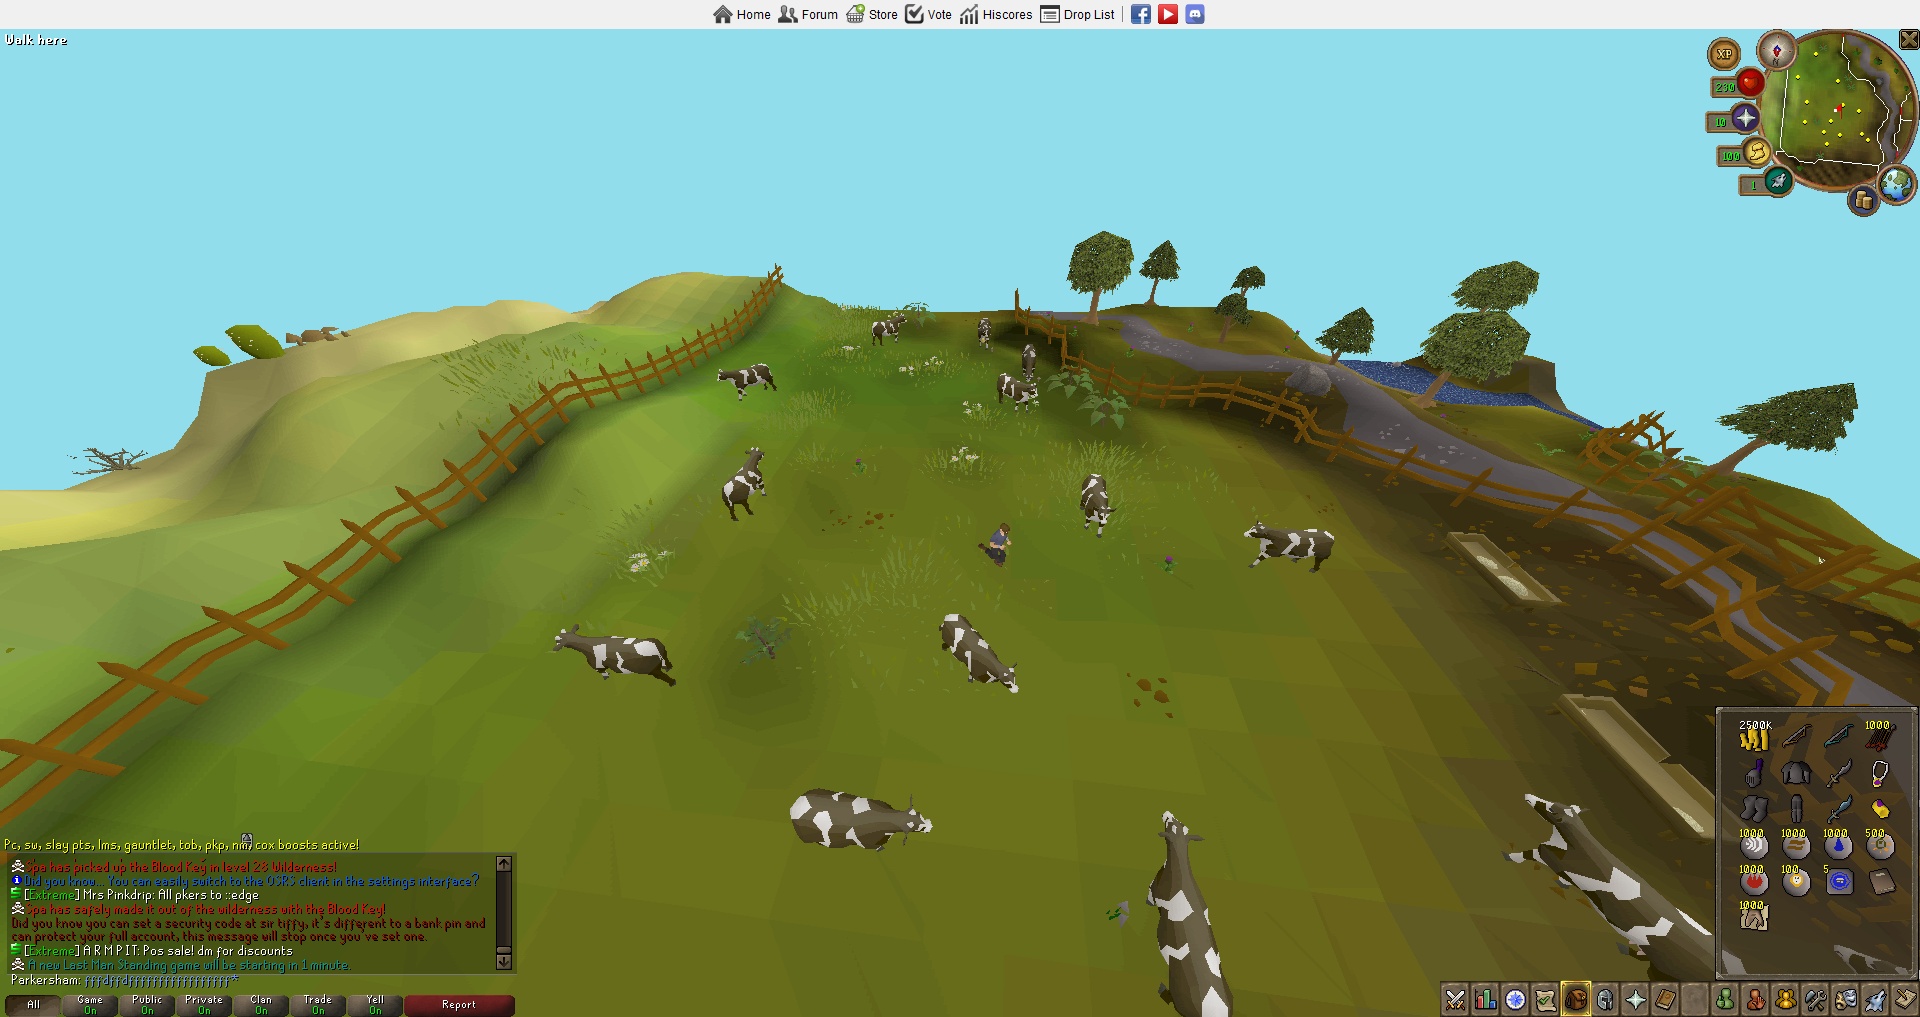 Home Forum Store Vote Hiscores Drop List
Walk here
XP
230
10
100
1
Pc, sw, slay pts, lms, gauntlet, tob, pkp, nm, cox boosts active!
Spa has picked up the Blood Key in level 28 Wilderness!
Did you know... You can easily switch to the OSRS client in the settings interface?
[Extreme] Mrs Pinkdrip: All pkers to ::edge
Spa has safely made it out of the wilderness with the Blood Key!
Did you know you can set a security code at sir tiffy, it's different to a bank pin and
can protect your full account, this message will stop once you've set one.
[Extreme] A R M P I T: Pos sale! dm for discounts
A new Last Man Standing game will be starting in 1 minute.
Parkersham:
All Game On Public On Private On Clan On Trade On Yell On Report
2500K 1000
1000 1000 1000 500
1000 100 5
1000